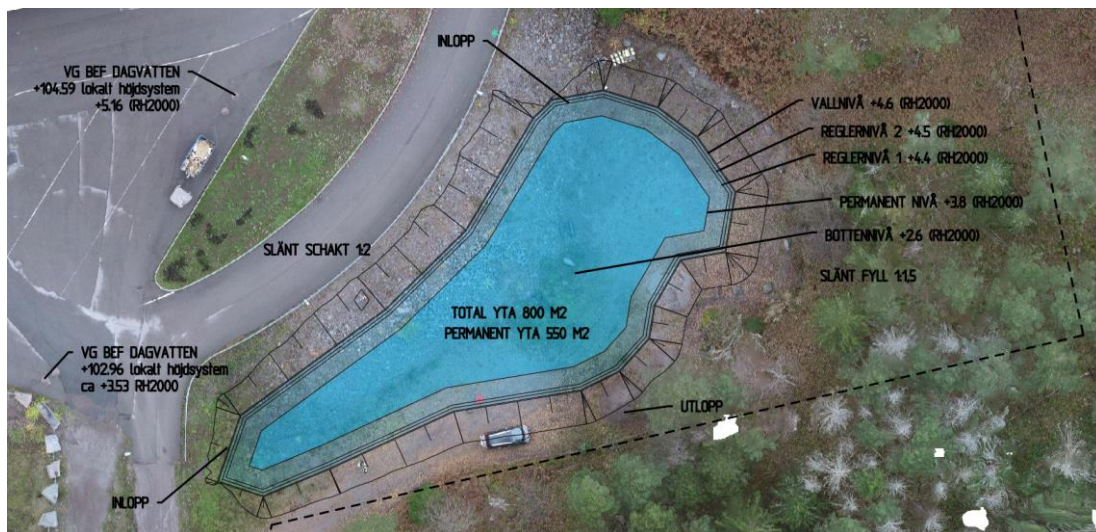 INLOPP
VG BEF DAGVATTEN
+104.59 lokalt höjdsystem
+5.16 (RH2000)
VALLNIVÅ +4.6 (RH2000)
REGLERNIVÅ 2 +4.5 (RH2000)
REGLERNIVÅ 1 +4.4 (RH2000)
PERMANENT NIVÅ +3.8 (RH2000)
BOTTENNIVÅ +2.6 (RH2000)
SLÄNT SCHAKT 1:2
SLÄNT FYLL 1:1,5
TOTAL YTA 800 M2
PERMANENT YTA 550 M2
VG BEF DAGVATTEN
+102.96 lokalt höjdsystem
ca +3.53 RH2000
UTLOPP
INLOPP